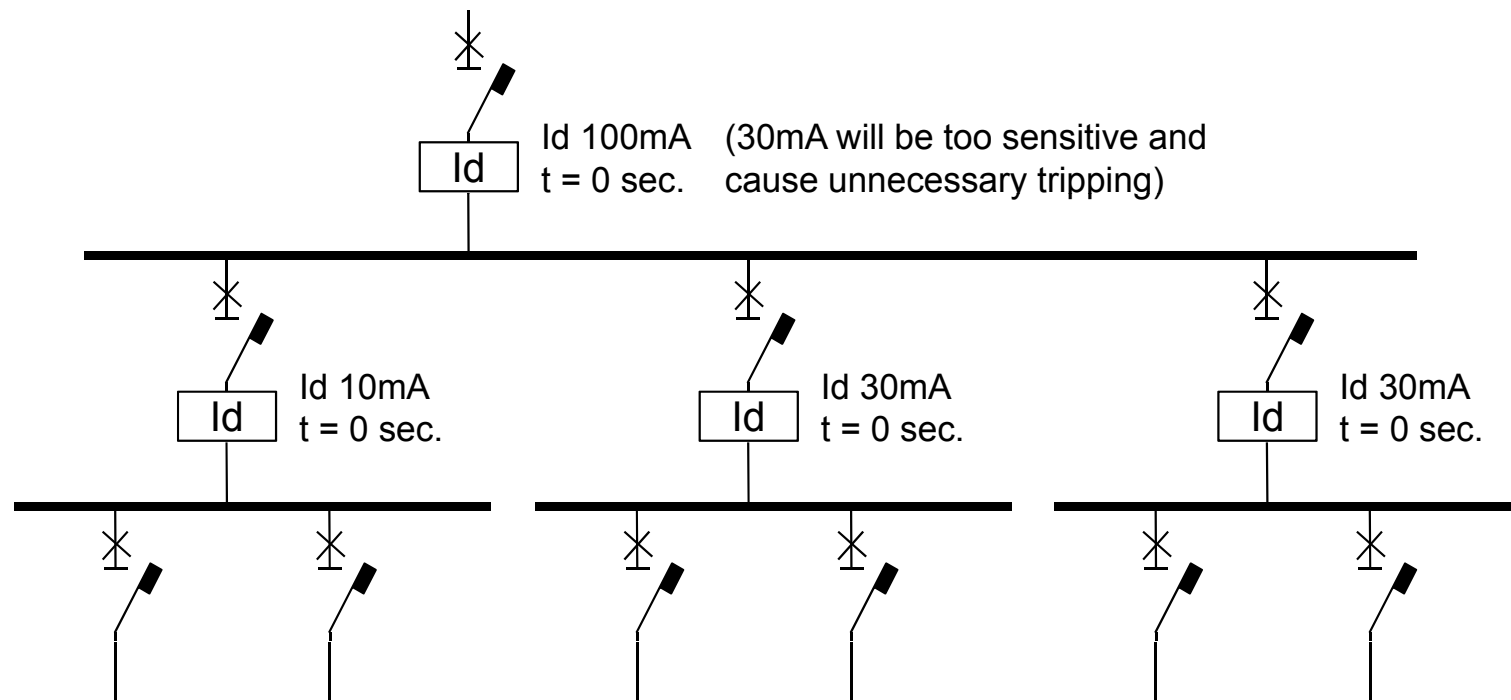 Id 100mA (30mA will be too sensitive and
Id t = 0 sec. cause unnecessary tripping)
Id 10mA
Id t = 0 sec.
Id 30mA
Id t = 0 sec.
Id 30mA
Id t = 0 sec.